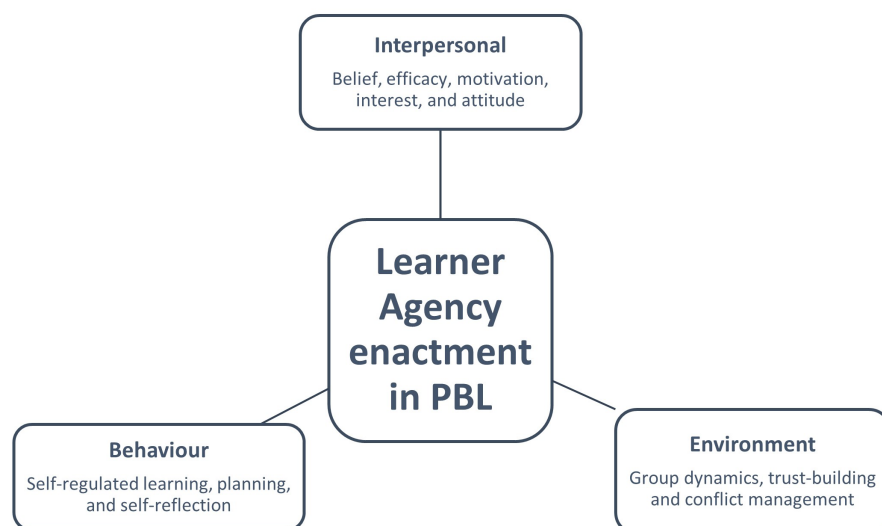 Interpersonal
Belief, efficacy, motivation,
interest, and attitude
Learner
Agency
enactment
in PBL
Behaviour
Self-regulated learning, planning,
and self-reflection
Environment
Group dynamics, trust-building
and conflict management